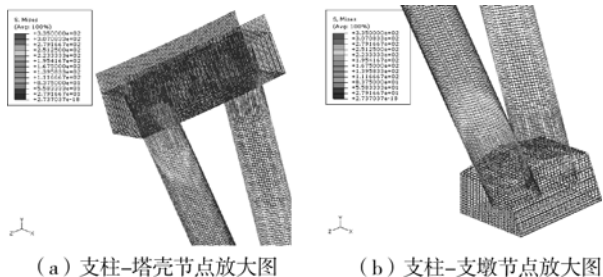 S, Mises
(Avg: 100%)
+3.350000e+02
+3.070833e+02
+2.791667e+02
+2.512500e+02
+2.233333e+02
+1.954167e+02
+1.675000e+02
+1.395833e+02
+1.116667e+02
+8.375000e+01
+5.583333e+01
+2.791667e+01
+2.737037e-18
Y
Z X
(a)支柱-塔壳节点放大图
S, Mises
(Avg: 100%)
+3.350000e+02
+3.070833e+02
+2.791667e+02
+2.512500e+02
+2.233333e+02
+1.954167e+02
+1.675000e+02
+1.395833e+02
+1.116667e+02
+8.375000e+01
+5.583333e+01
+2.791667e+01
+2.737037e-18
Y
Z X
(b)支柱-支墩节点放大图